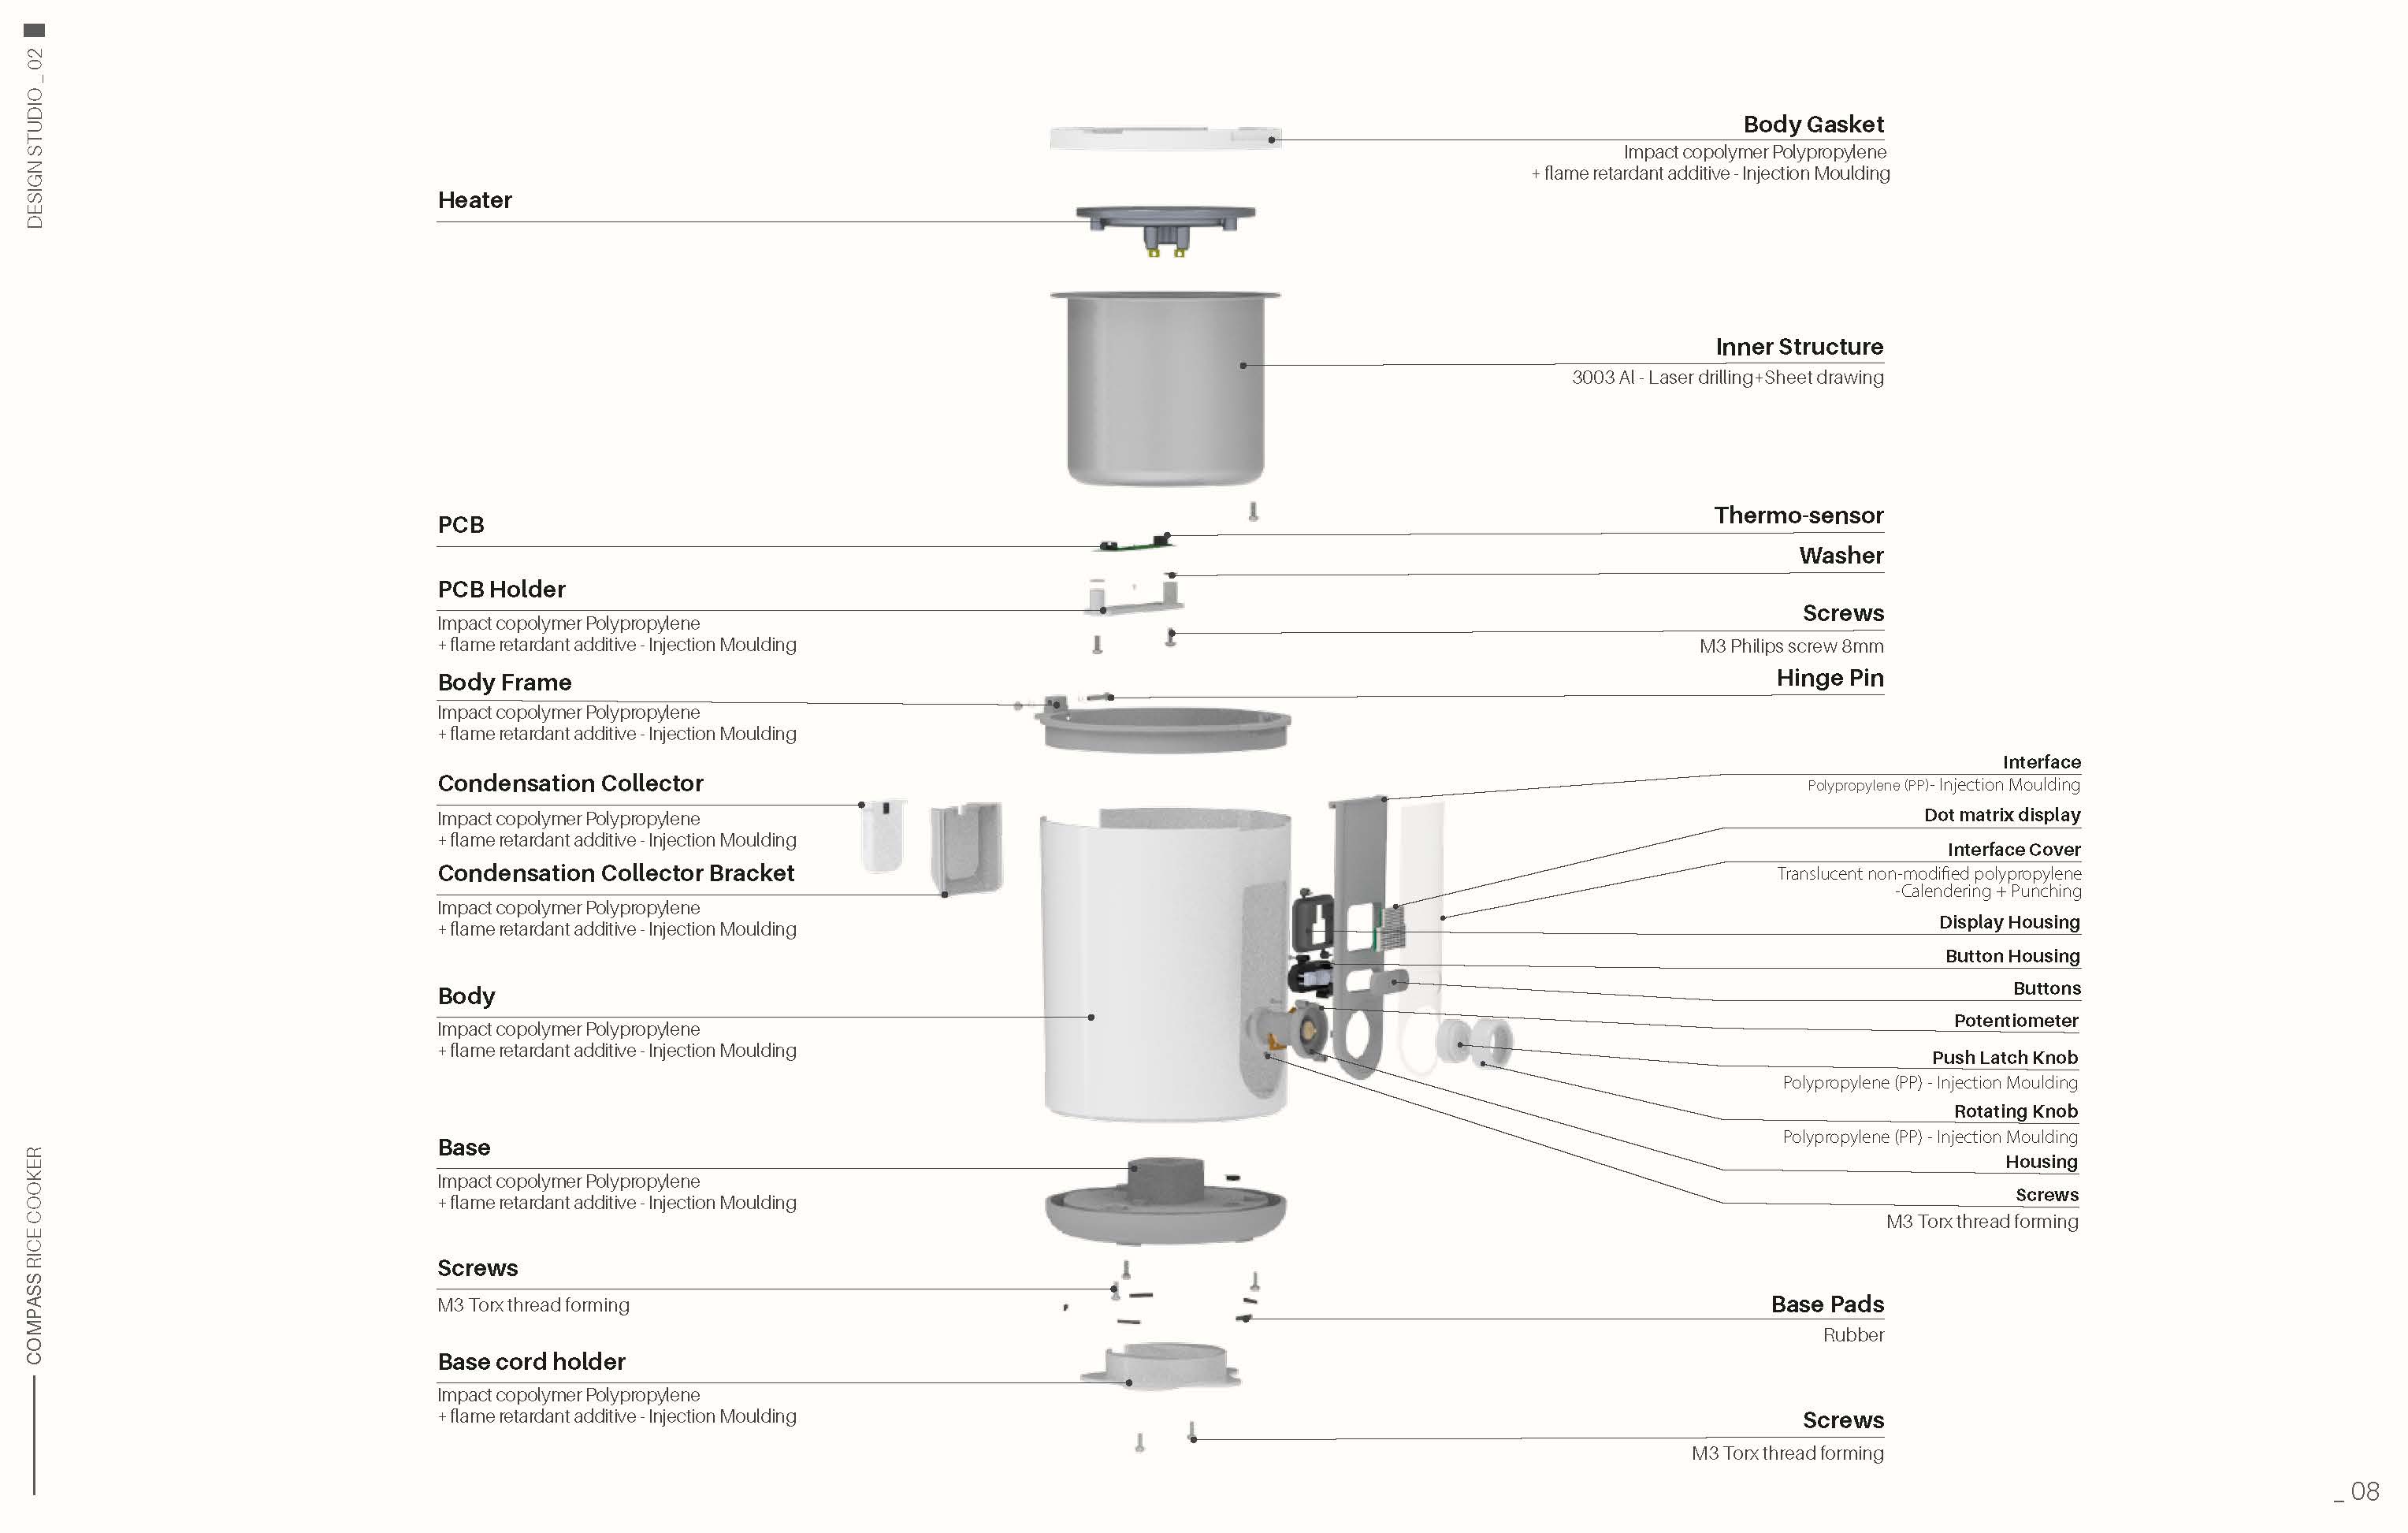 DESIGN STUDIO _ 02
COMPASS RICE COOKER
Heater
PCB
PCB Holder
Impact copolymer Polypropylene
+ flame retardant additive - Injection Moulding
Body Frame
Impact copolymer Polypropylene
+ flame retardant additive - Injection Moulding
Condensation Collector
Impact copolymer Polypropylene
+ flame retardant additive - Injection Moulding
Condensation Collector Bracket
Impact copolymer Polypropylene
+ flame retardant additive - Injection Moulding
Body
Impact copolymer Polypropylene
+ flame retardant additive - Injection Moulding
Base
Impact copolymer Polypropylene
+ flame retardant additive - Injection Moulding
Screws
M3 Torx thread forming
Base cord holder
Impact copolymer Polypropylene
+ flame retardant additive - Injection Moulding
Body Gasket
Impact copolymer Polypropylene
+ flame retardant additive - Injection Moulding
Inner Structure
3003 Al - Laser drilling+Sheet drawing
Thermo-sensor
Washer
Screws
M3 Philips screw 8mm
Hinge Pin
Interface
Polypropylene (PP)- Injection Moulding
Dot matrix display
Interface Cover
Translucent non-modified polypropylene
-Calendering + Punching
Display Housing
Button Housing
Buttons
Potentiometer
Push Latch Knob
Polypropylene (PP) - Injection Moulding
Rotating Knob
Polypropylene (PP) - Injection Moulding
Housing
Screws
M3 Torx thread forming
Base Pads
Rubber
Screws
M3 Torx thread forming
_ 08